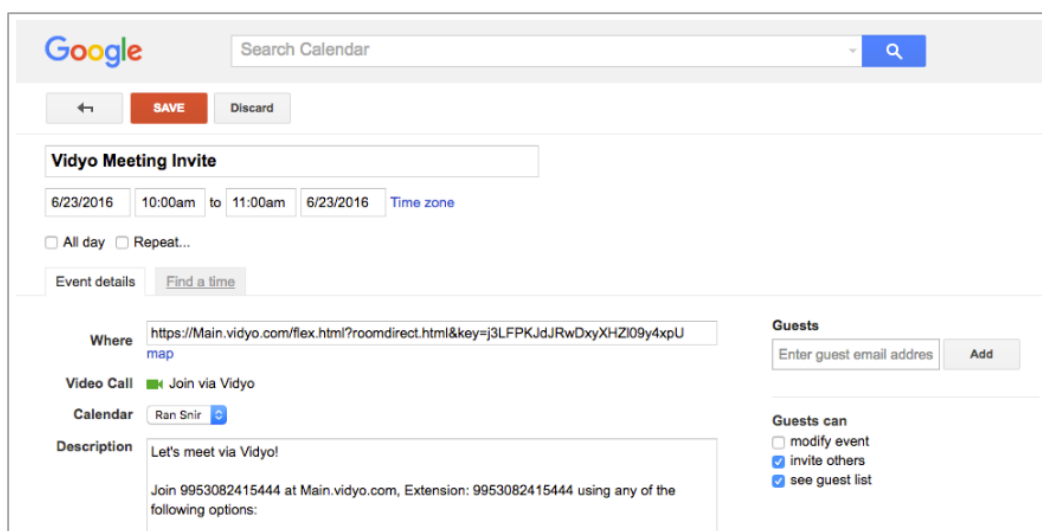 Google
Search Calendar
SAVE
Discard
Vidyo Meeting Invite
6/23/2016 10:00am to 11:00am 6/23/2016 Time zone
All day Repeat...
Event details Find a time
Where https://Main.vidyo.com/flex.html?roomdirect.html&key=j3LFPKJdJRwDxyXHZl09y4xpU
map
Video Call Join via Vidyo
Calendar Ran Snir
Description Let's meet via Vidyo!
Join 9953082415444 at Main.vidyo.com, Extension: 9953082415444 using any of the
following options:
Guests
Enter guest email addres Add
Guests can
modify event
invite others
see guest list